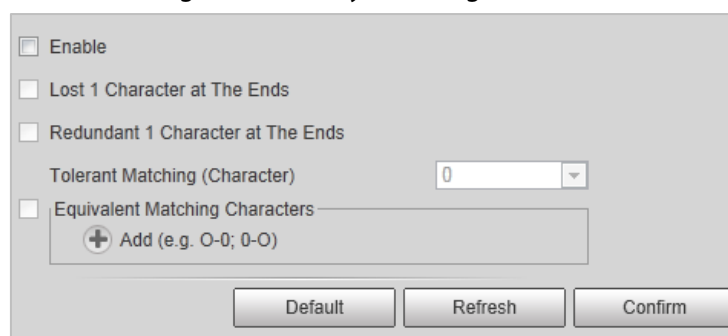 Enable
Lost 1 Character at The Ends
Redundant 1 Character at The Ends
Tolerant Matching (Character) 0
Equivalent Matching Characters
Add (e.g. O-0; 0-O)
Default Refresh Confirm